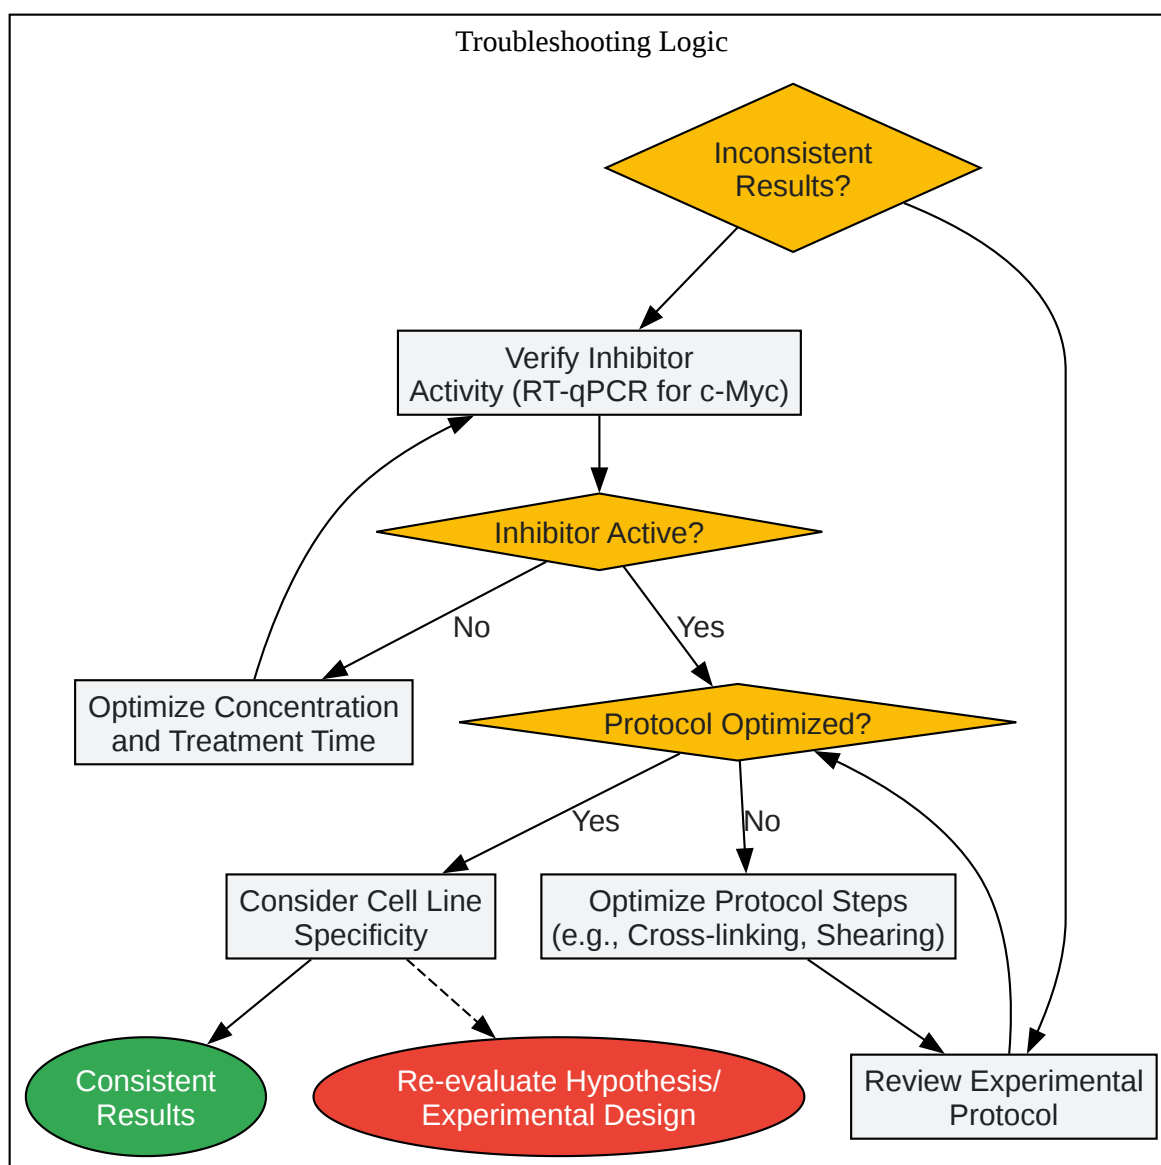 Troubleshooting Logic
Inconsistent
Results?
Verify Inhibitor
Activity (RT-qPCR for c-Myc)
Inhibitor Active?
No
Yes
Optimize Concentration
and Treatment Time
Protocol Optimized?
Yes
No
Consider Cell Line
Specificity
Optimize Protocol Steps
(e.g., Cross-linking, Shearing)
Consistent
Results
Re-evaluate Hypothesis/
Experimental Design
Review Experimental
Protocol